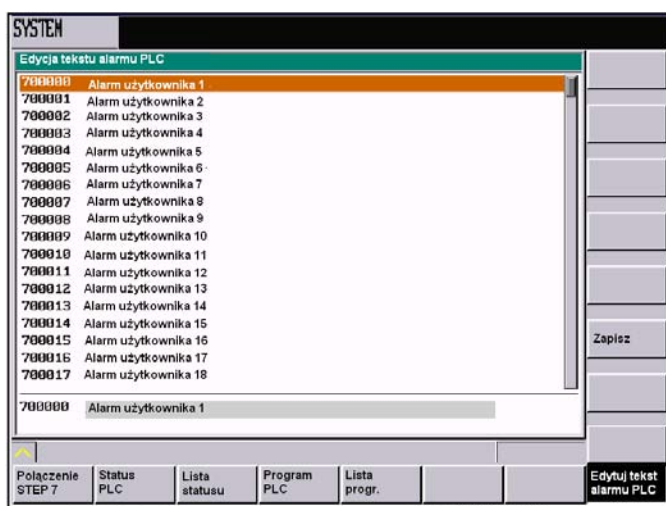 SYSTEM
Edycja tekstu alarmu PLC
700000 Alarm użytkownika 1
700001 Alarm użytkownika 2
700002 Alarm użytkownika 3
700003 Alarm użytkownika 4
700004 Alarm użytkownika 5
700005 Alarm użytkownika 6
700006 Alarm użytkownika 7
700007 Alarm użytkownika 8
700008 Alarm użytkownika 9
700009 Alarm użytkownika 10
700010 Alarm użytkownika 11
700011 Alarm użytkownika 12
700012 Alarm użytkownika 13
700013 Alarm użytkownika 14
700014 Alarm użytkownika 15
700015 Alarm użytkownika 16
700016 Alarm użytkownika 17
700017 Alarm użytkownika 18
Zapisz
700000 Alarm użytkownika 1
Połączenie STEP 7
Status PLC
Lista statusu
Program PLC
Lista progr.
Edytuj tekst alarmu PLC